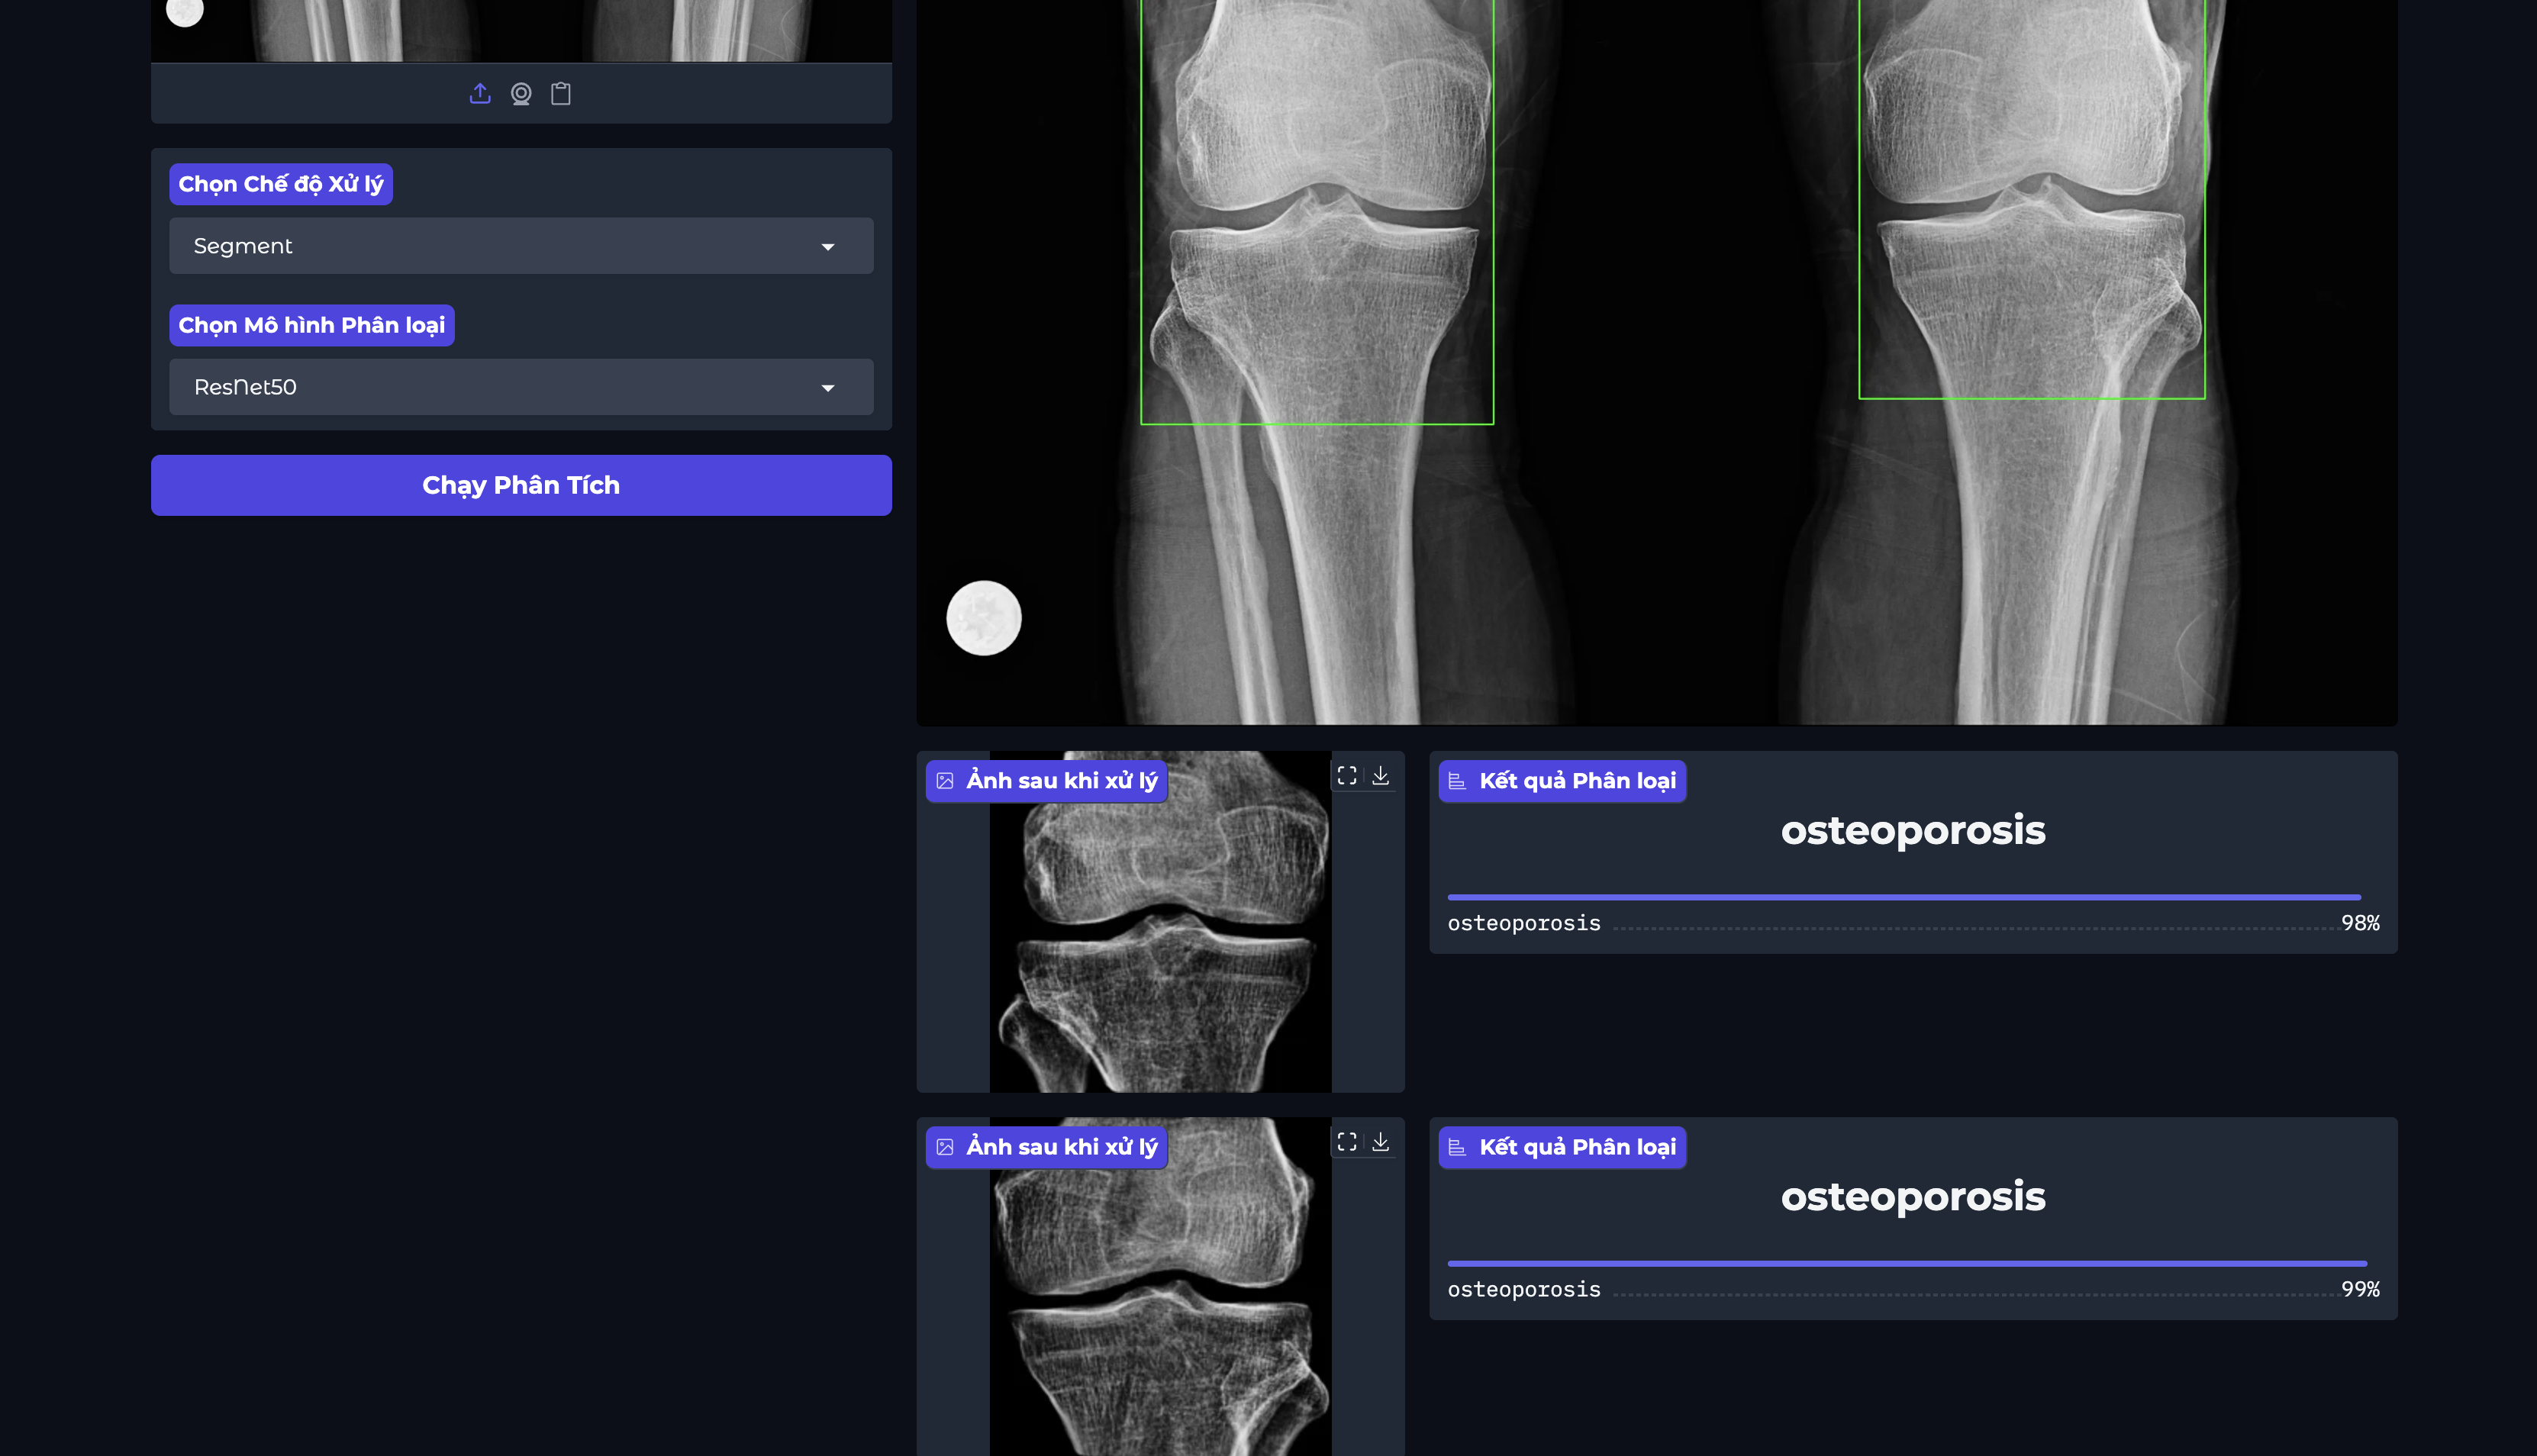 Chọn Chế độ Xử lý
Segment
Chọn Mô hình Phân loại
ResNet50
Chạy Phân Tích
Ảnh sau khi xử lý
Kết quả Phân loại
osteoporosis
osteoporosis 98%
Ảnh sau khi xử lý
Kết quả Phân loại
osteoporosis
osteoporosis 99%